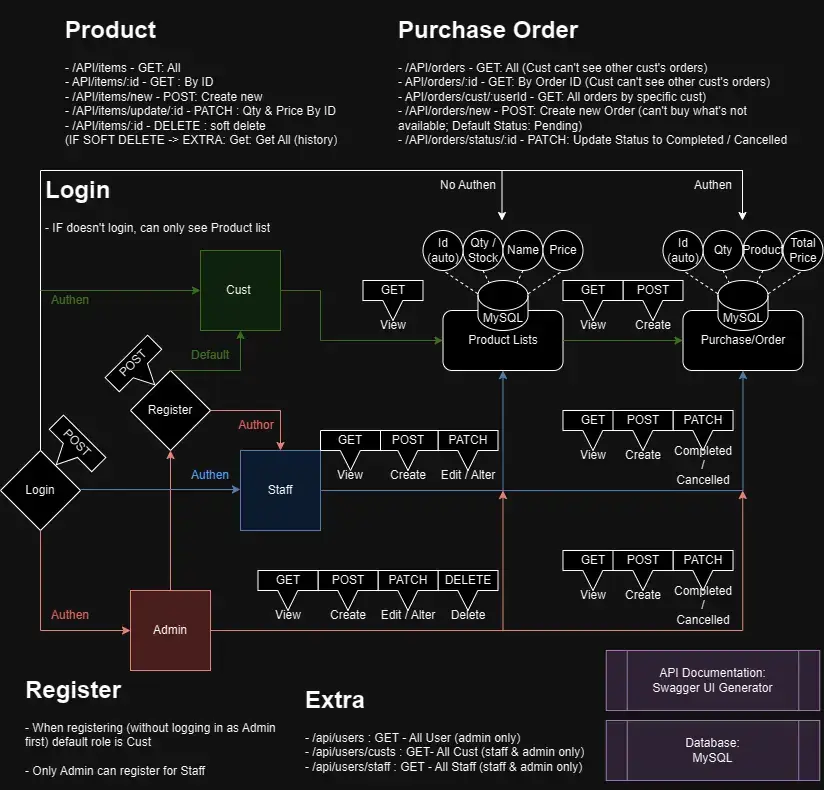 Product
- /API/items - GET: All
- API/items/:id - GET : By ID
- API/items/new - POST: Create new
- API/items/update/:id - PATCH : Qty & Price By ID
- /API/items/:id - DELETE : soft delete
(IF SOFT DELETE -> EXTRA: Get: Get All (history)
Purchase Order
- /API/orders - GET: All (Cust can't see other cust's orders)
- API/orders/:id - GET: By Order ID (Cust can't see other cust's orders)
- API/orders/cust/:userId - GET: All orders by specific cust)
- /API/orders/new - POST: Create new Order (can't buy what's not
available; Default Status: Pending)
- /API/orders/status/:id - PATCH: Update Status to Completed / Cancelled
Login
- IF doesn't login, can only see Product list
No Authen
Authen
Id
(auto)
Qty /
Stock
Name
Price
Id
(auto)
Qty
Product
Total
Price
Authen
Cust
GET
View
MySQL
Product Lists
GET
POST
View
Create
MySQL
Purchase/Order
POST
Default
Register
Author
POST
Login
Authen
Staff
GET
POST
PATCH
View
Create
Edit / Alter
GET
POST
PATCH
View
Create
Completed
/
Cancelled
Authen
Admin
GET
POST
PATCH
DELETE
View
Create
Edit / Alter
Delete
GET
POST
PATCH
View
Create
Completed
/
Cancelled
Register
- When registering (without logging in as Admin
first) default role is Cust
- Only Admin can register for Staff
Extra
- /api/users : GET - All User (admin only)
- /api/users/custs : GET- All Cust (staff & admin only)
- /api/users/staff : GET - All Staff (staff & admin only)
API Documentation:
Swagger UI Generator
Database:
MySQL